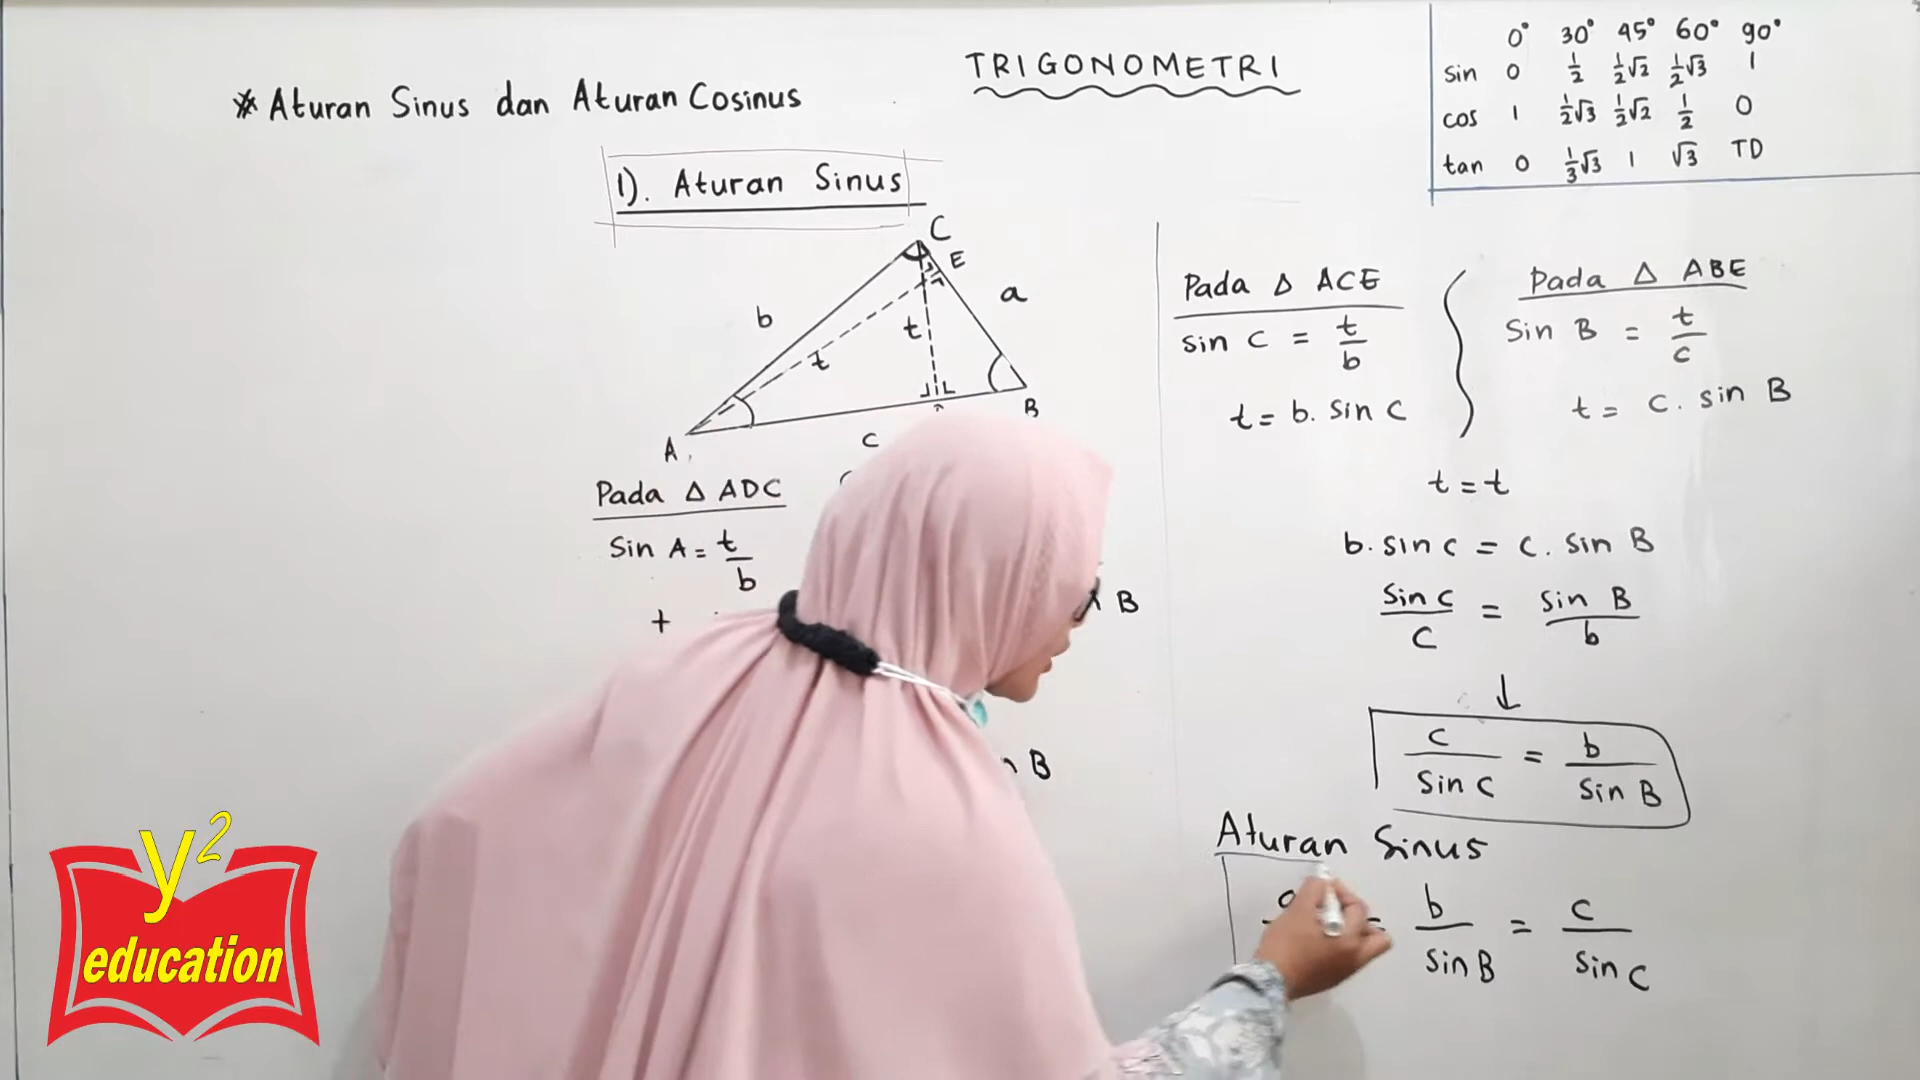 TRIGONOMETRI
* Aturan Sinus dan Aturan Cosinus
1). Aturan Sinus
0° 30° 45° 60° 90°
sin 0 1/2 1/2√2 1/2√3 1
cos 1 1/2√3 1/2√2 1/2 0
tan 0 1/3√3 1 √3 TD
C
E
b
a
t
t
A
c
B
Pada Δ ADC
Sin A = t/b
B
B
Pada Δ ACE
sin C = t/b
t = b. sin C
Pada Δ ABE
Sin B = t/c
t = c. sin B
t = t
b. sin c = c. sin B
Sin C/C = Sin B/b
↓
c/Sin C = b/Sin B
Aturan Sinus
= b/sin B = c/sin C
y²
education